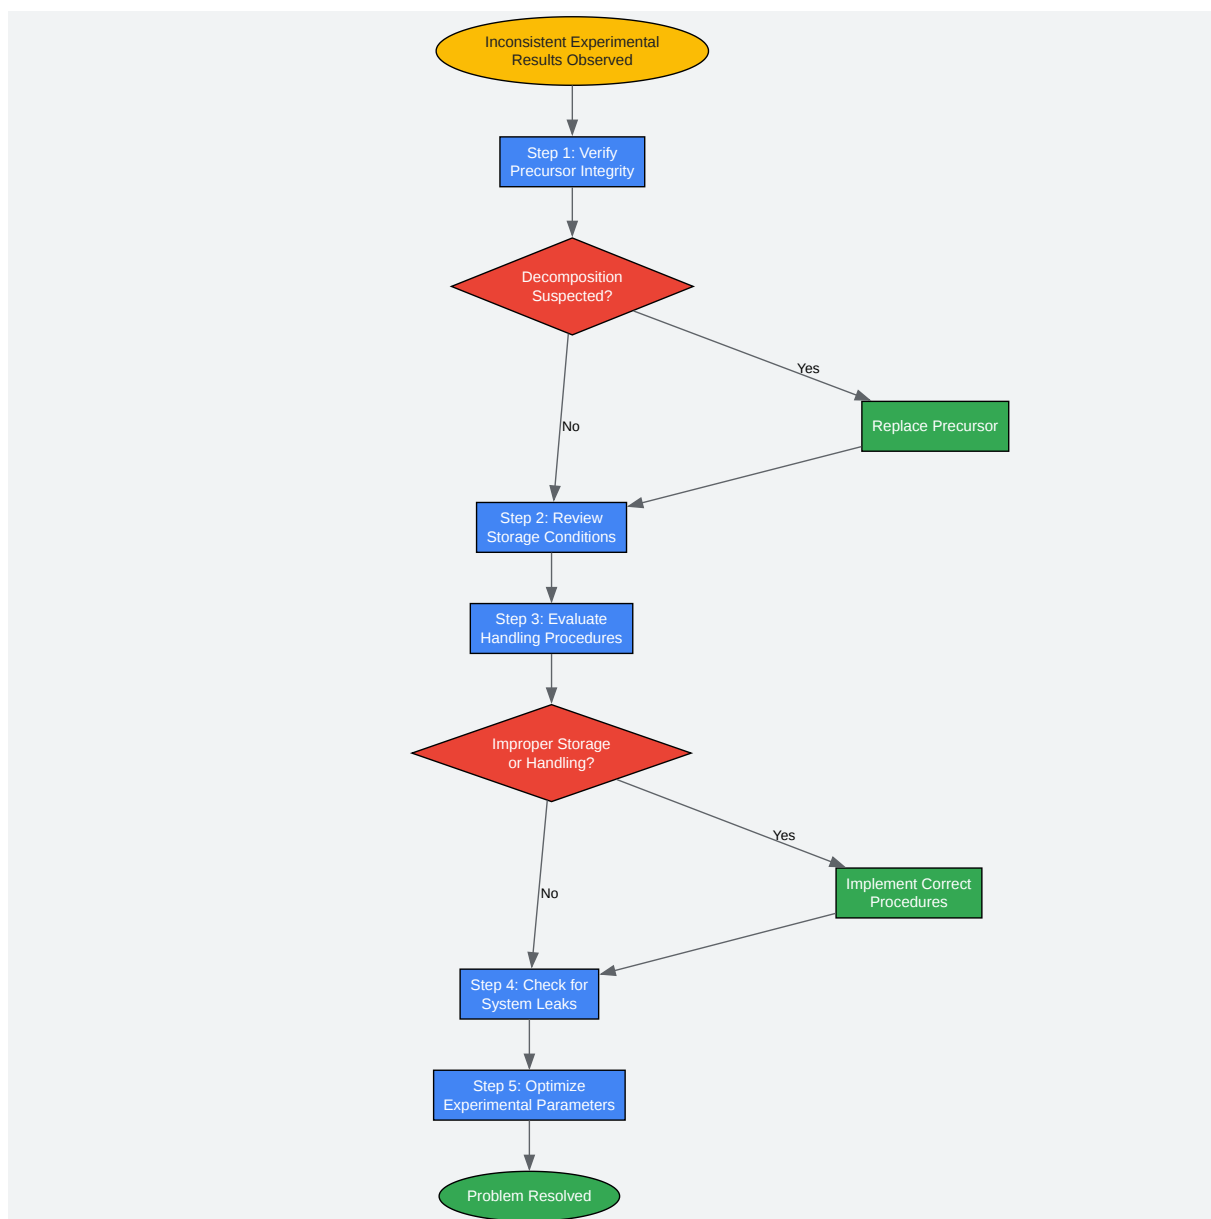 Inconsistent Experimental
Results Observed
Step 1: Verify
Precursor Integrity
Decomposition
Suspected?
Yes
No
Replace Precursor
Step 2: Review
Storage Conditions
Step 3: Evaluate
Handling Procedures
Improper Storage
or Handling?
Yes
No
Implement Correct
Procedures
Step 4: Check for
System Leaks
Step 5: Optimize
Experimental Parameters
Problem Resolved